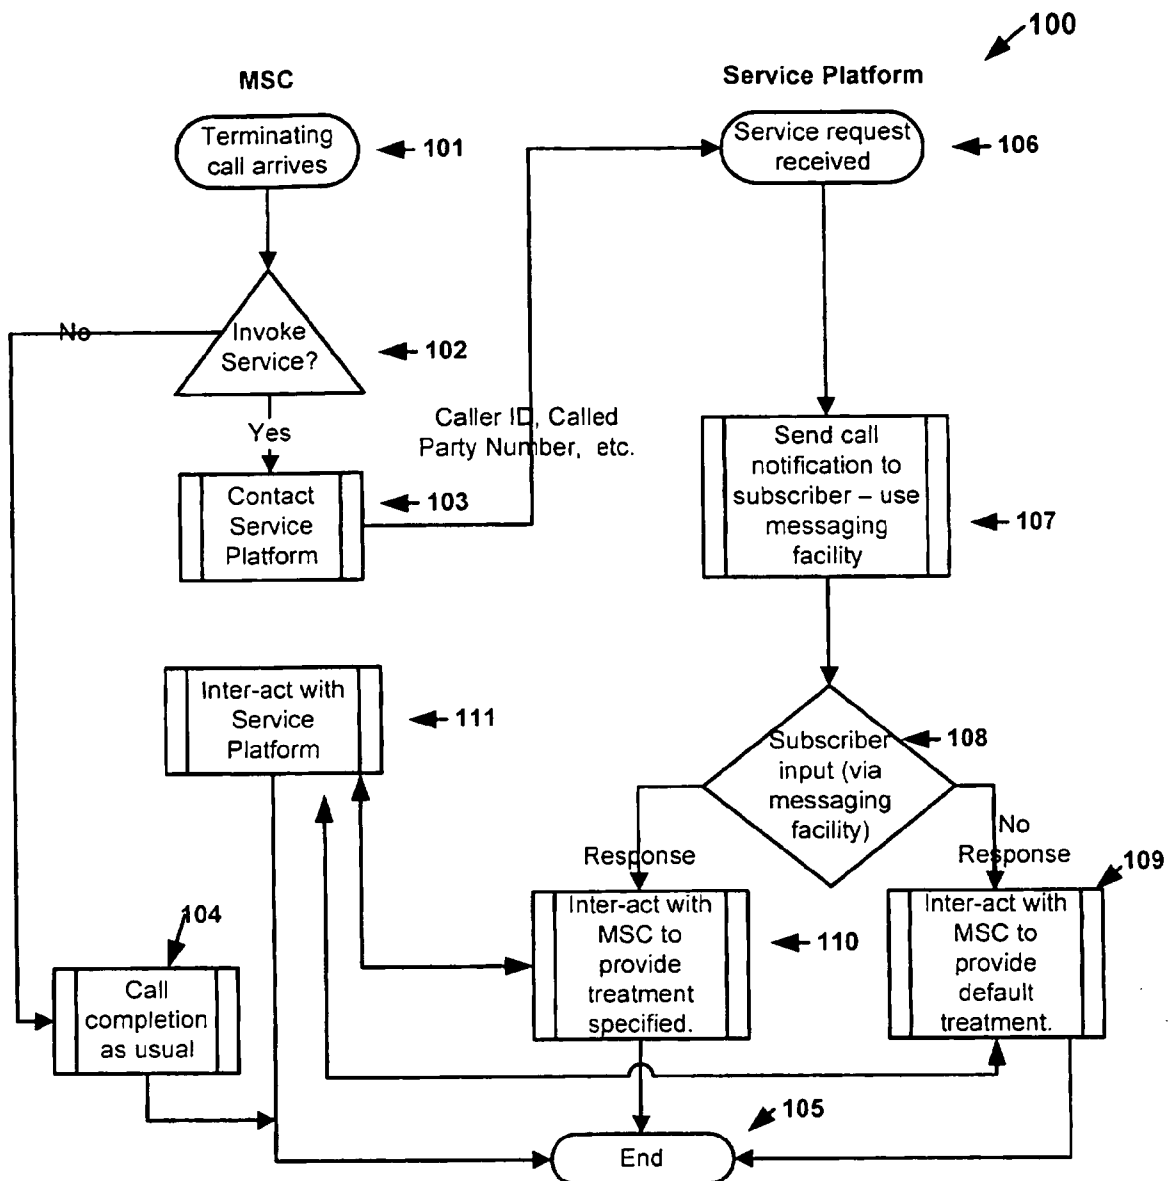 100
MSC
Service Platform
Terminating
call arrives
101
Service request
received
106
No
Invoke
Service?
102
Yes
Caller ID, Called
Party Number, etc.
Contact
Service
Platform
103
Send call
notification to
subscriber – use
messaging
facility
107
Inter-act with
Service
Platform
111
Subscriber
input (via
messaging
facility)
108
Response
No
Response
109
Inter-act with
MSC to
provide
treatment
specified.
110
Inter-act with
MSC to
provide
default
treatment.
104
Call
completion
as usual
105
End